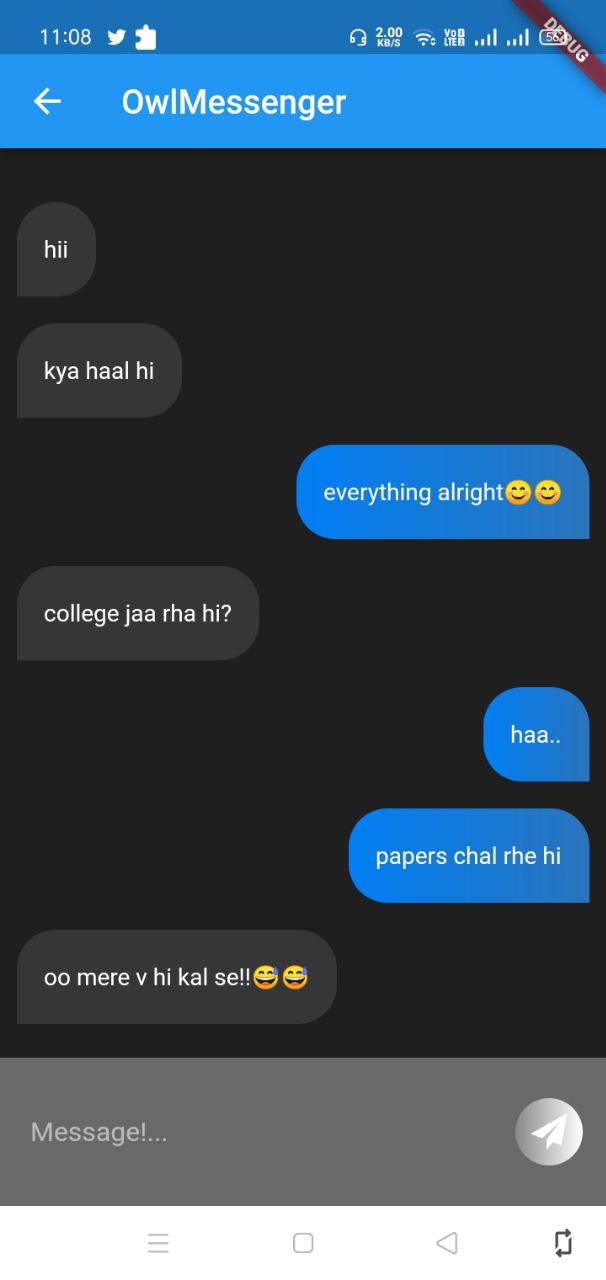 11:08 2.00 KB/S VoD LTE 56
DEBUG
OwlMessenger
hii
kya haal hi
everything alright😊😊
college jaa rha hi?
haa..
papers chal rhe hi
oo mere v hi kal se!!😅😅
Message!...